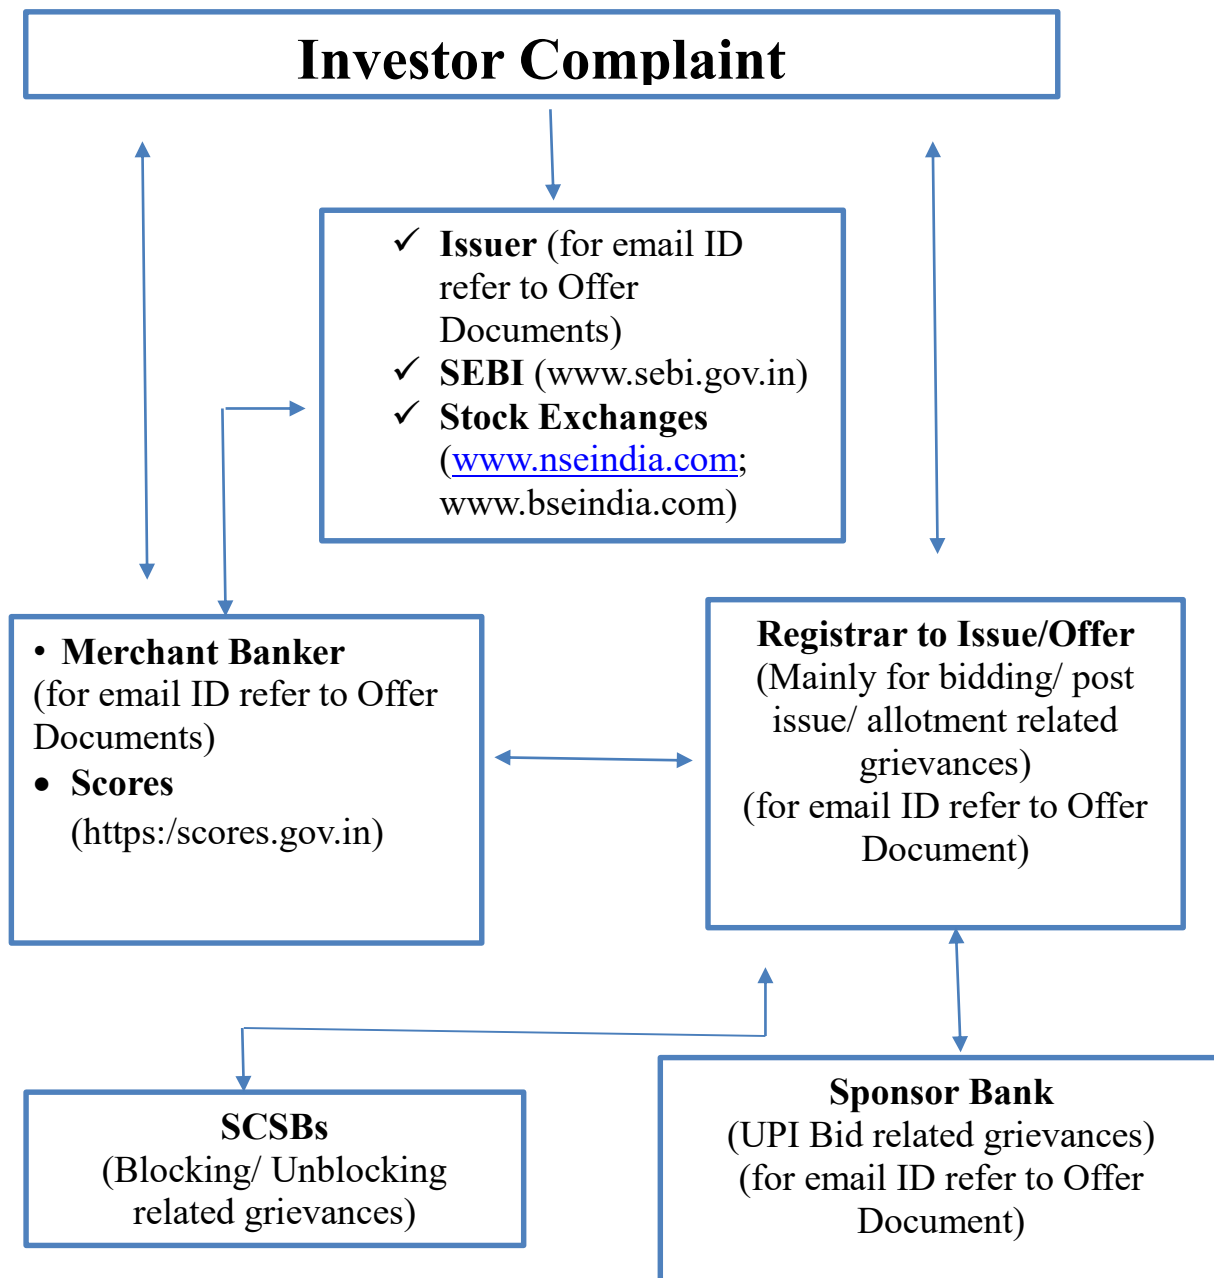 Investor Complaint
✓ Issuer (for email ID
refer to Offer
Documents)
✓ SEBI (www.sebi.gov.in)
✓ Stock Exchanges
(www.nseindia.com;
www.bseindia.com)
• Merchant Banker
(for email ID refer to Offer
Documents)
• Scores
(https:/scores.gov.in)
Registrar to Issue/Offer
(Mainly for bidding/ post
issue/ allotment related
grievances)
(for email ID refer to Offer
Document)
SCSBs
(Blocking/ Unblocking
related grievances)
Sponsor Bank
(UPI Bid related grievances)
(for email ID refer to Offer
Document)